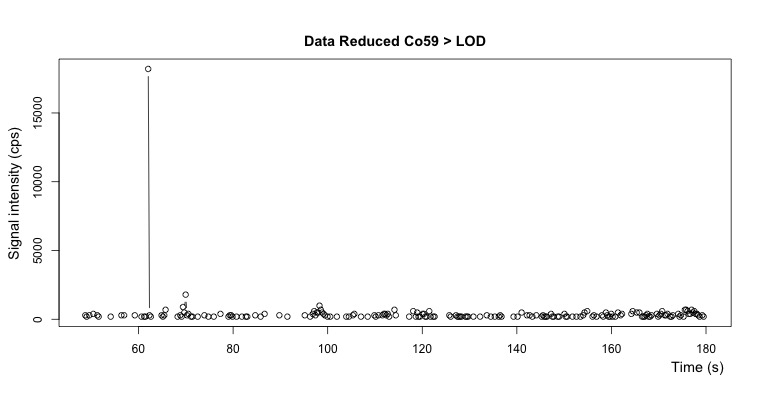 Data Reduced Co59 > LOD
Signal intensity (cps)
15000
10000
5000
0
60 80 100 120 140 160 180
Time (s)